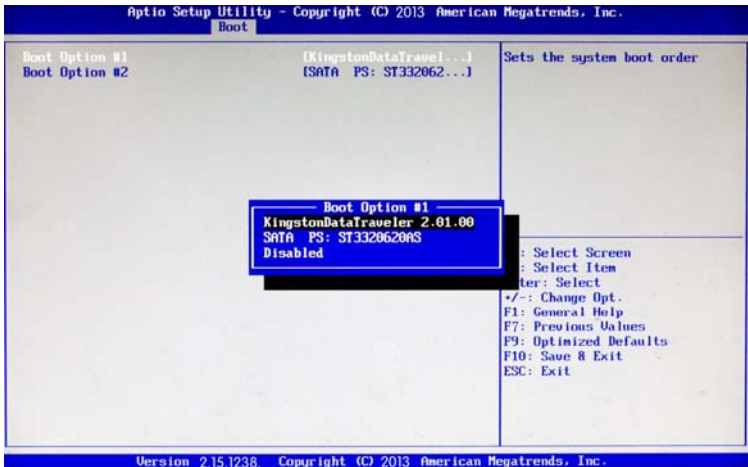 Aptio Setup Utility - Copyright (C) 2013 American Megatrends, Inc.
Boot
Boot Option #1 [KingstonDataTravel...]
Boot Option #2 [SATA PS: ST332062...]
Sets the system boot order
Boot Option #1
KingstonDataTraveler 2.01.00
SATA PS: ST3320620AS
Disabled
: Select Screen
: Select Item
ter: Select
+/-: Change Opt.
F1: General Help
F7: Previous Values
F9: Optimized Defaults
F10: Save & Exit
ESC: Exit
Version 2.15.1238. Copyright (C) 2013 American Megatrends, Inc.